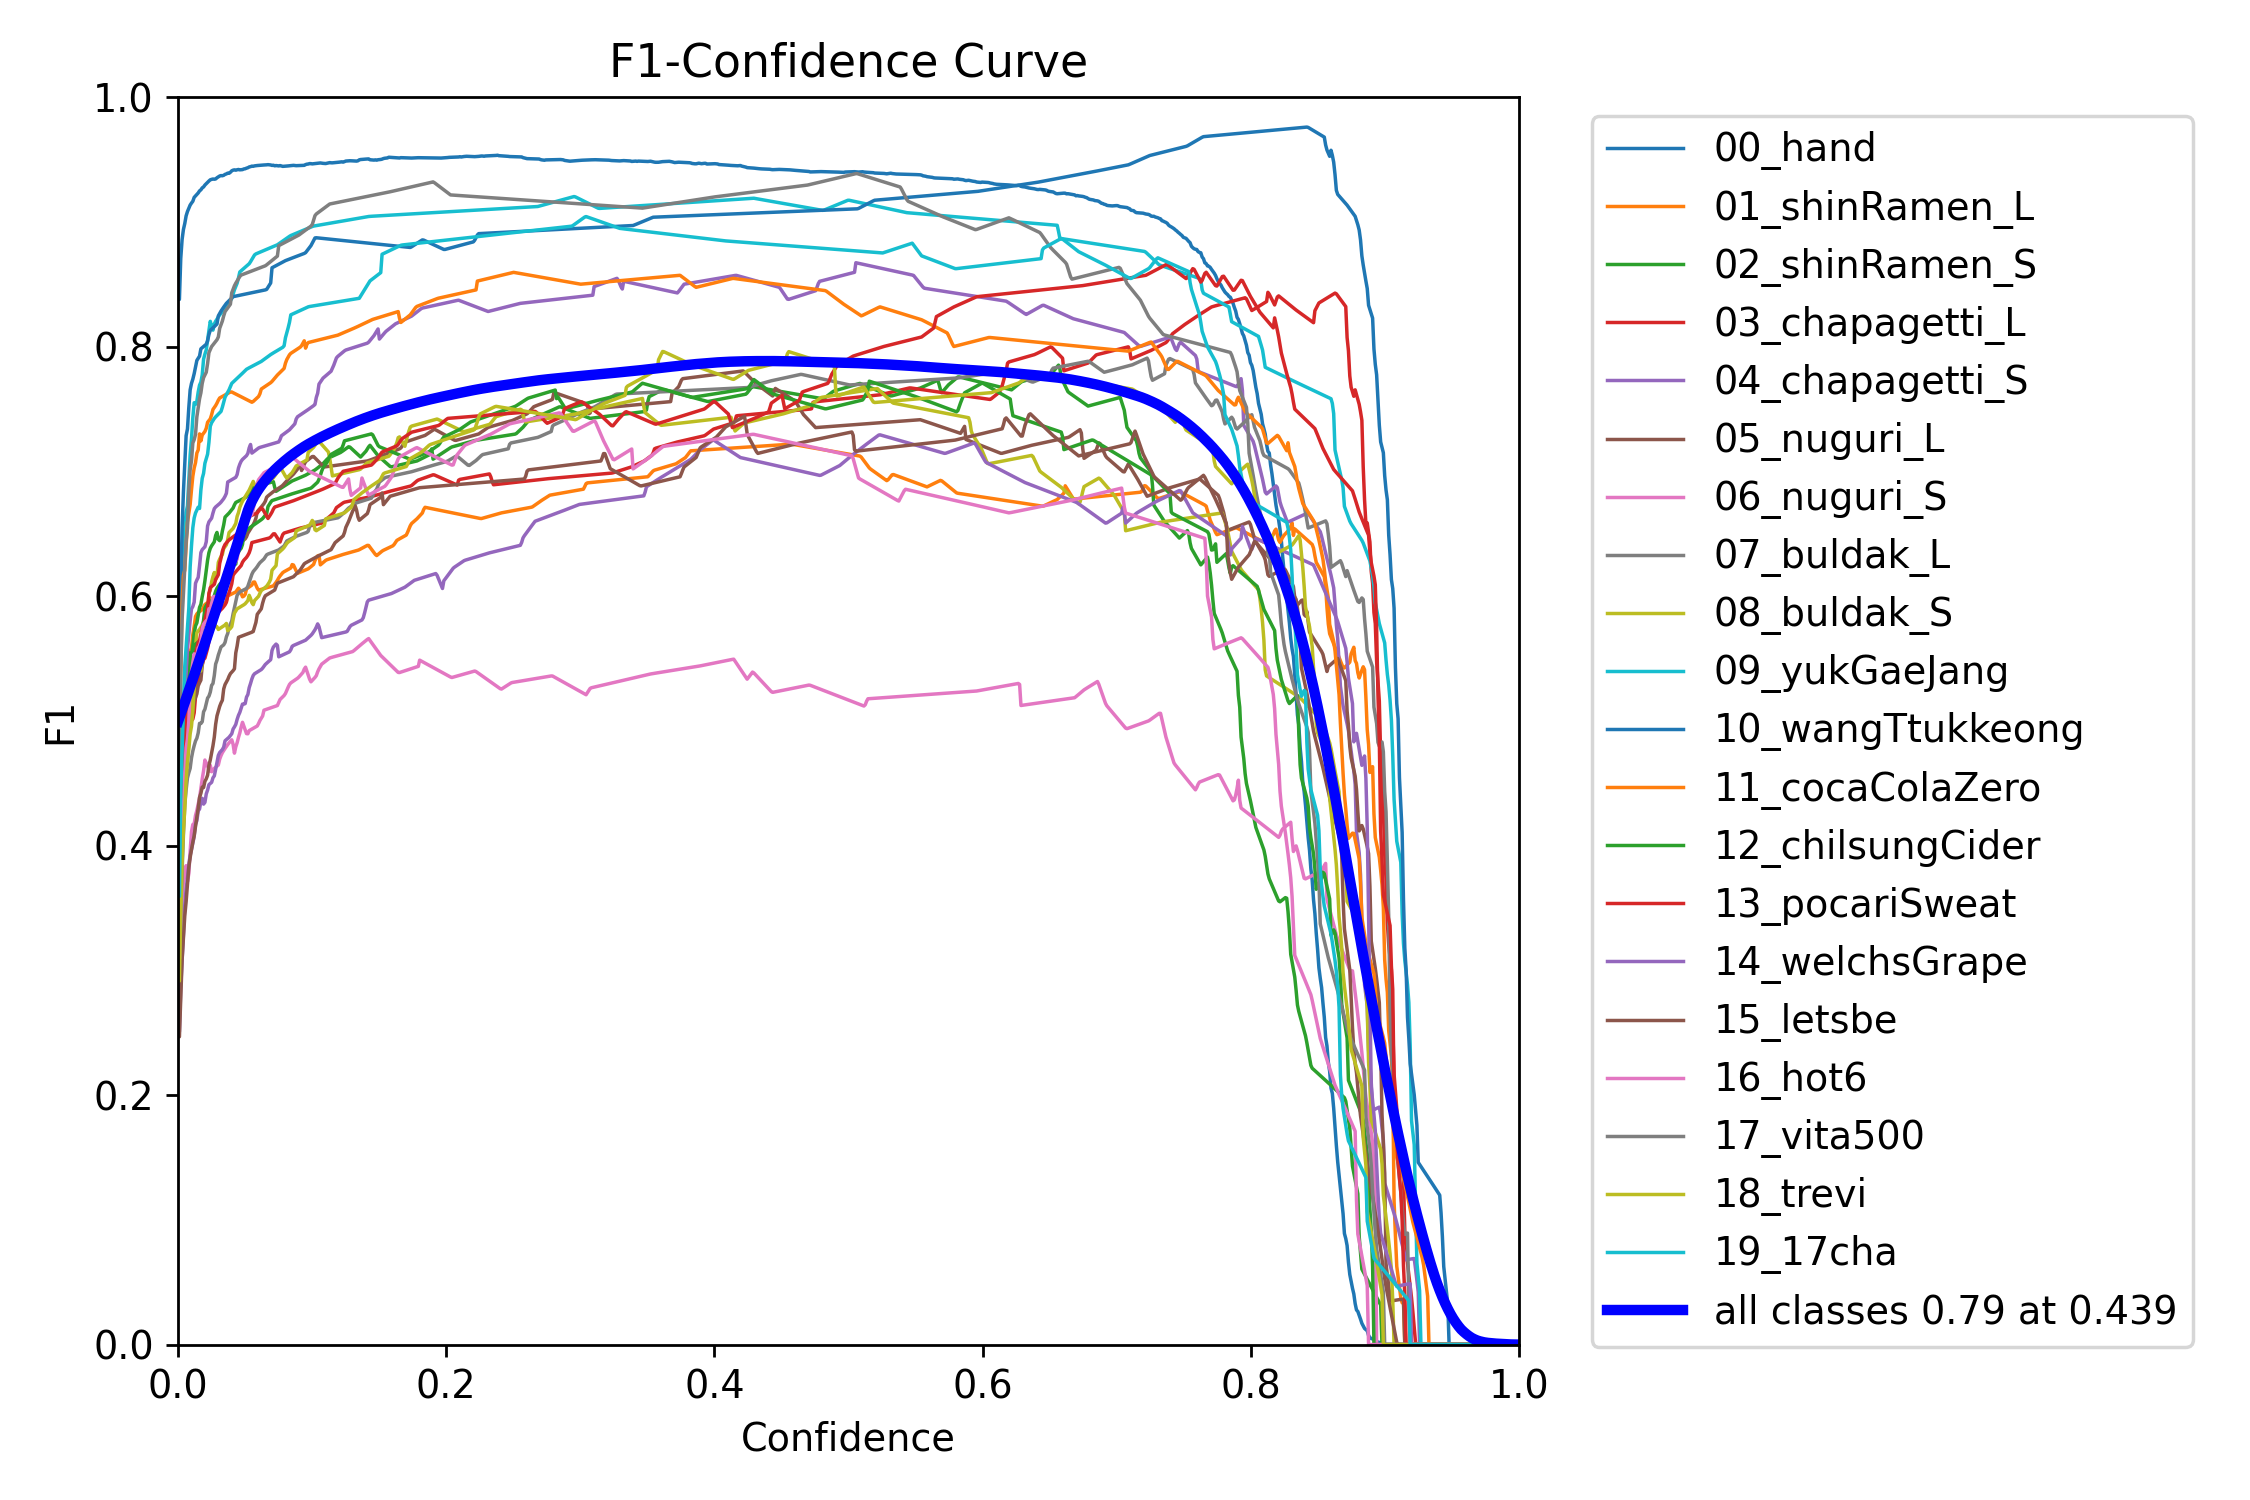 F1-Confidence Curve
1.0
0.8
0.6
0.4
0.2
0.0
F1
0.0 0.2 0.4 0.6 0.8 1.0
Confidence
00_hand
01_shinRamen_L
02_shinRamen_S
03_chapagetti_L
04_chapagetti_S
05_nuguri_L
06_nuguri_S
07_buldak_L
08_buldak_S
09_yukGaeJang
10_wangTtukkeong
11_cocaColaZero
12_chilsungCider
13_pocariSweat
14_welchsGrape
15_letsbe
16_hot6
17_vita500
18_trevi
19_17cha
all classes 0.79 at 0.439